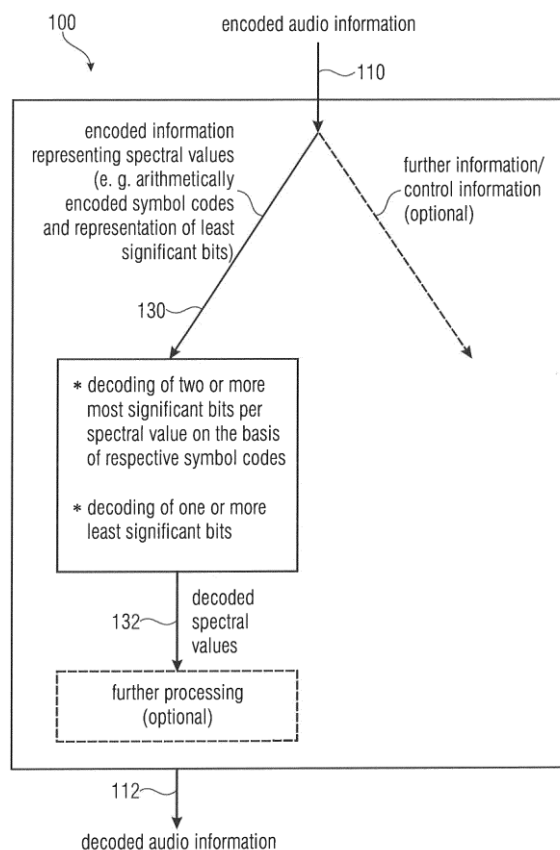 100
encoded audio information
110
encoded information
representing spectral values
(e. g. arithmetically
encoded symbol codes
and representation of least
significant bits)
further information/
control information
(optional)
130
* decoding of two or more
most significant bits per
spectral value on the basis
of respective symbol codes
* decoding of one or more
least significant bits
132
decoded
spectral
values
further processing
(optional)
112
decoded audio information